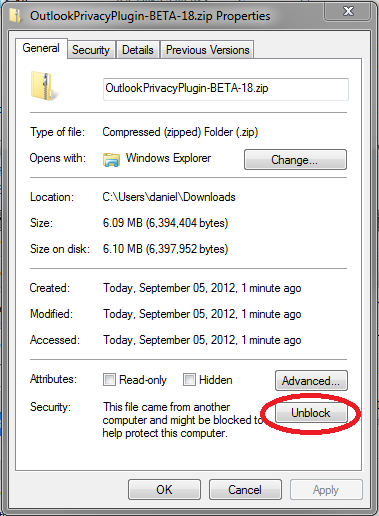 OutlookPrivacyPlugin-BETA-18.zip Properties
General Security Details Previous Versions
OutlookPrivacyPlugin-BETA-18.zip
Type of file: Compressed (zipped) Folder (.zip)
Opens with: Windows Explorer Change...
Location: C:\Users\daniel\Downloads
Size: 6.09 MB (6,394,404 bytes)
Size on disk: 6.10 MB (6,397,952 bytes)
Created: Today, September 05, 2012, 1 minute ago
Modified: Today, September 05, 2012, 1 minute ago
Accessed: Today, September 05, 2012, 1 minute ago
Attributes: Read-only Hidden Advanced...
Security: This file came from another
computer and might be blocked to
help protect this computer.
Unblock
OK Cancel Apply